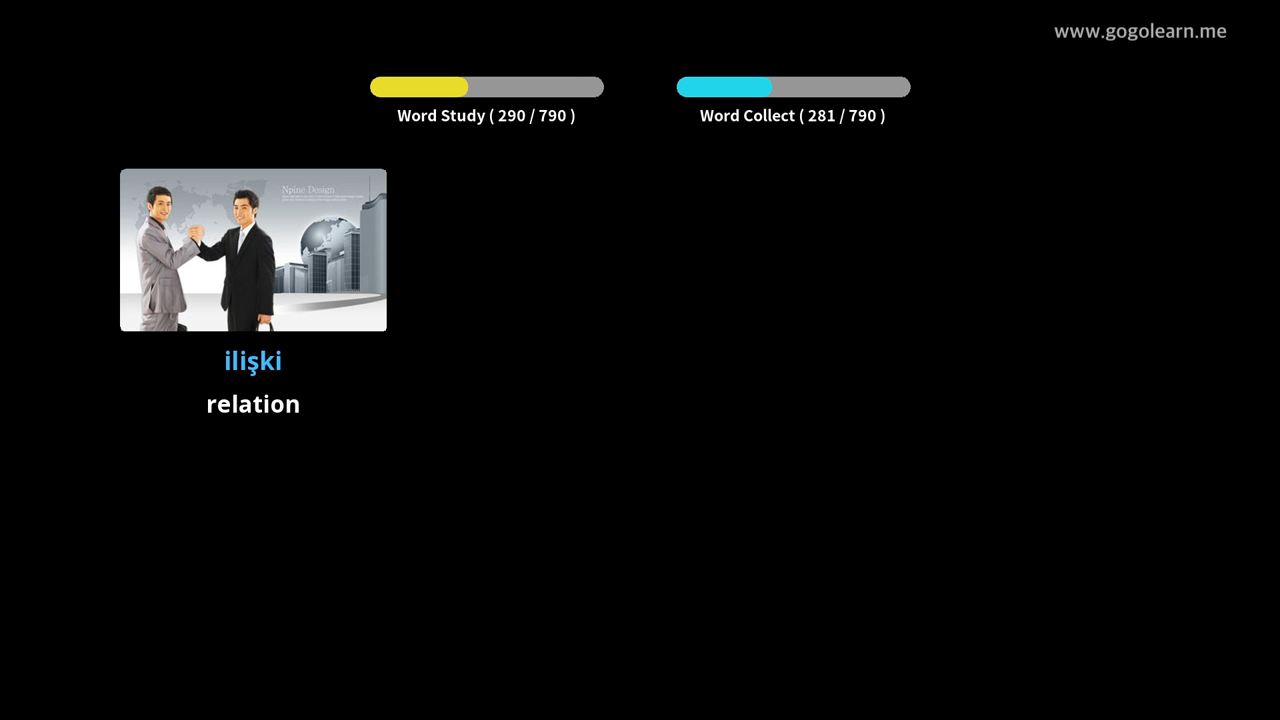 www.gogolearn.me
Word Study ( 290 / 790 )
Word Collect ( 281 / 790 )
Npine Design
ilişki
relation